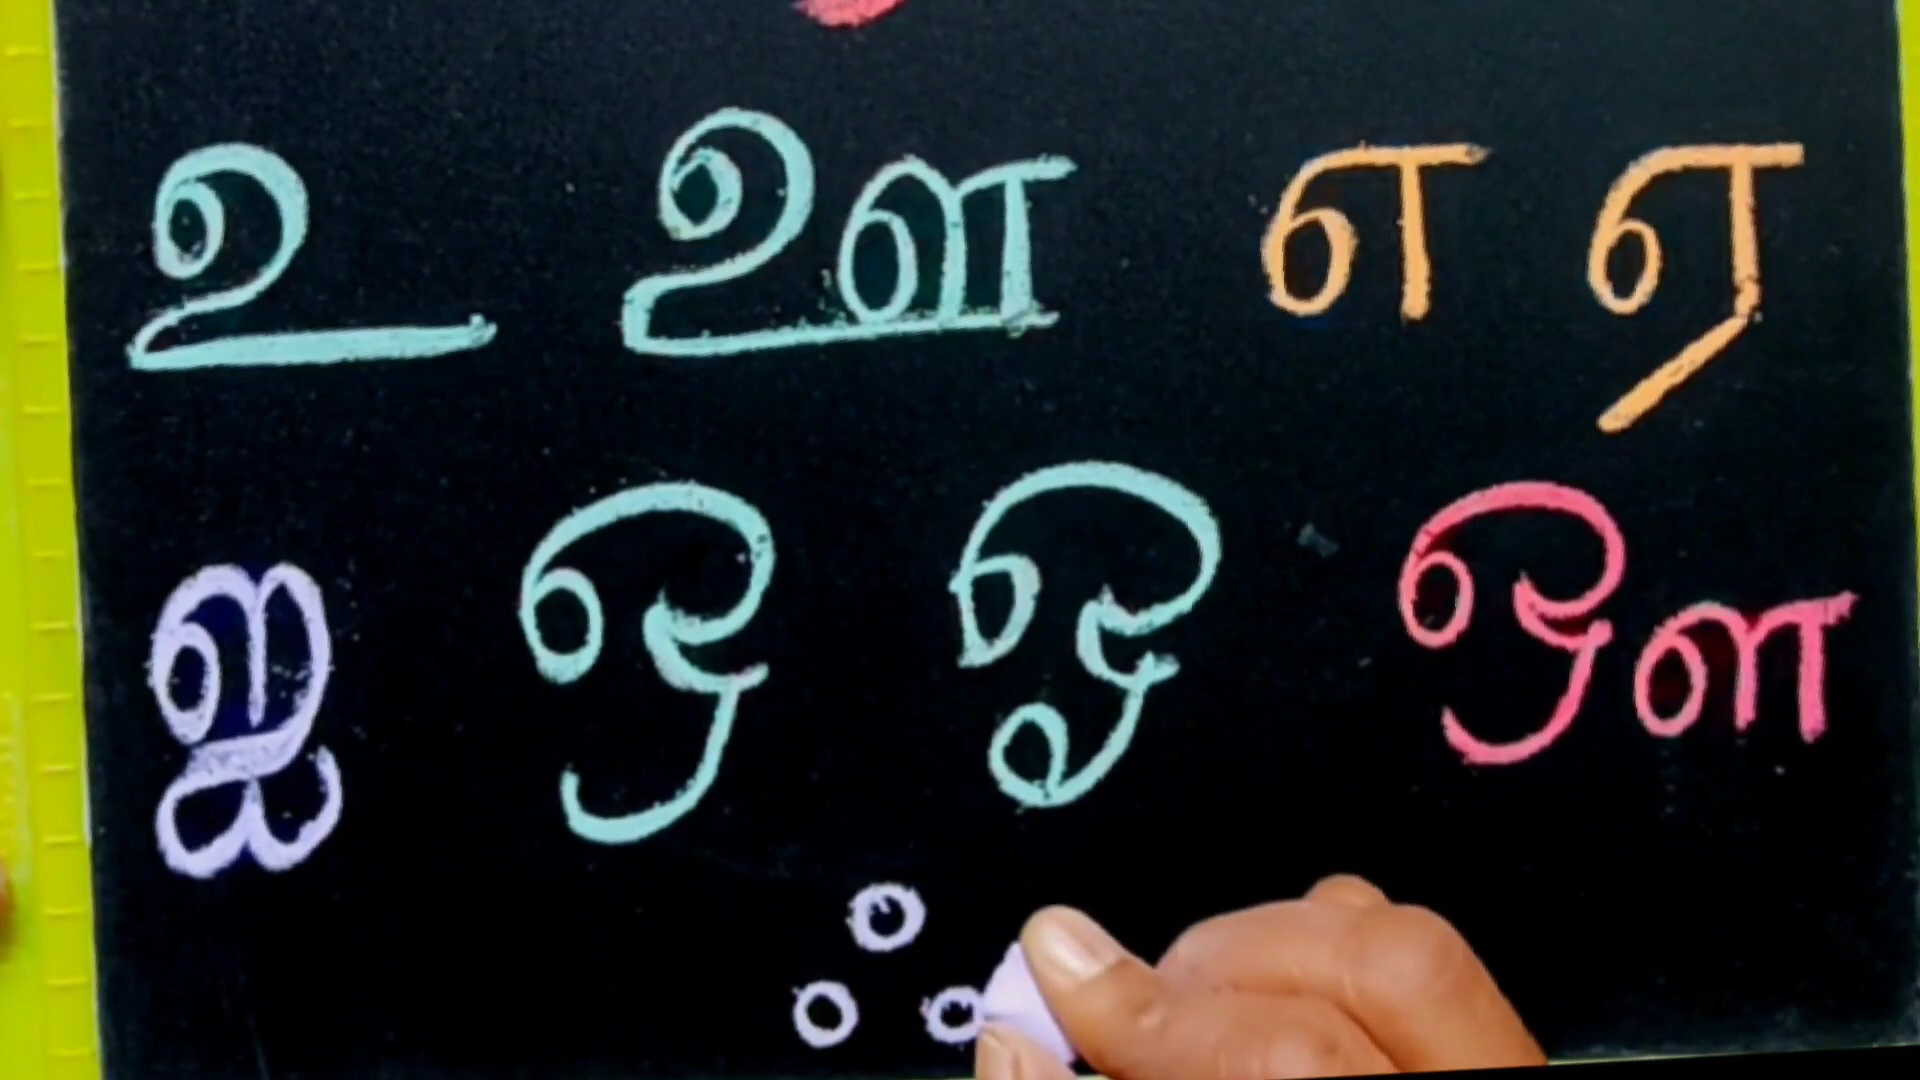 உ ஊ எ ஏ
ஐ ஒ ஓ ஔ
ஃ